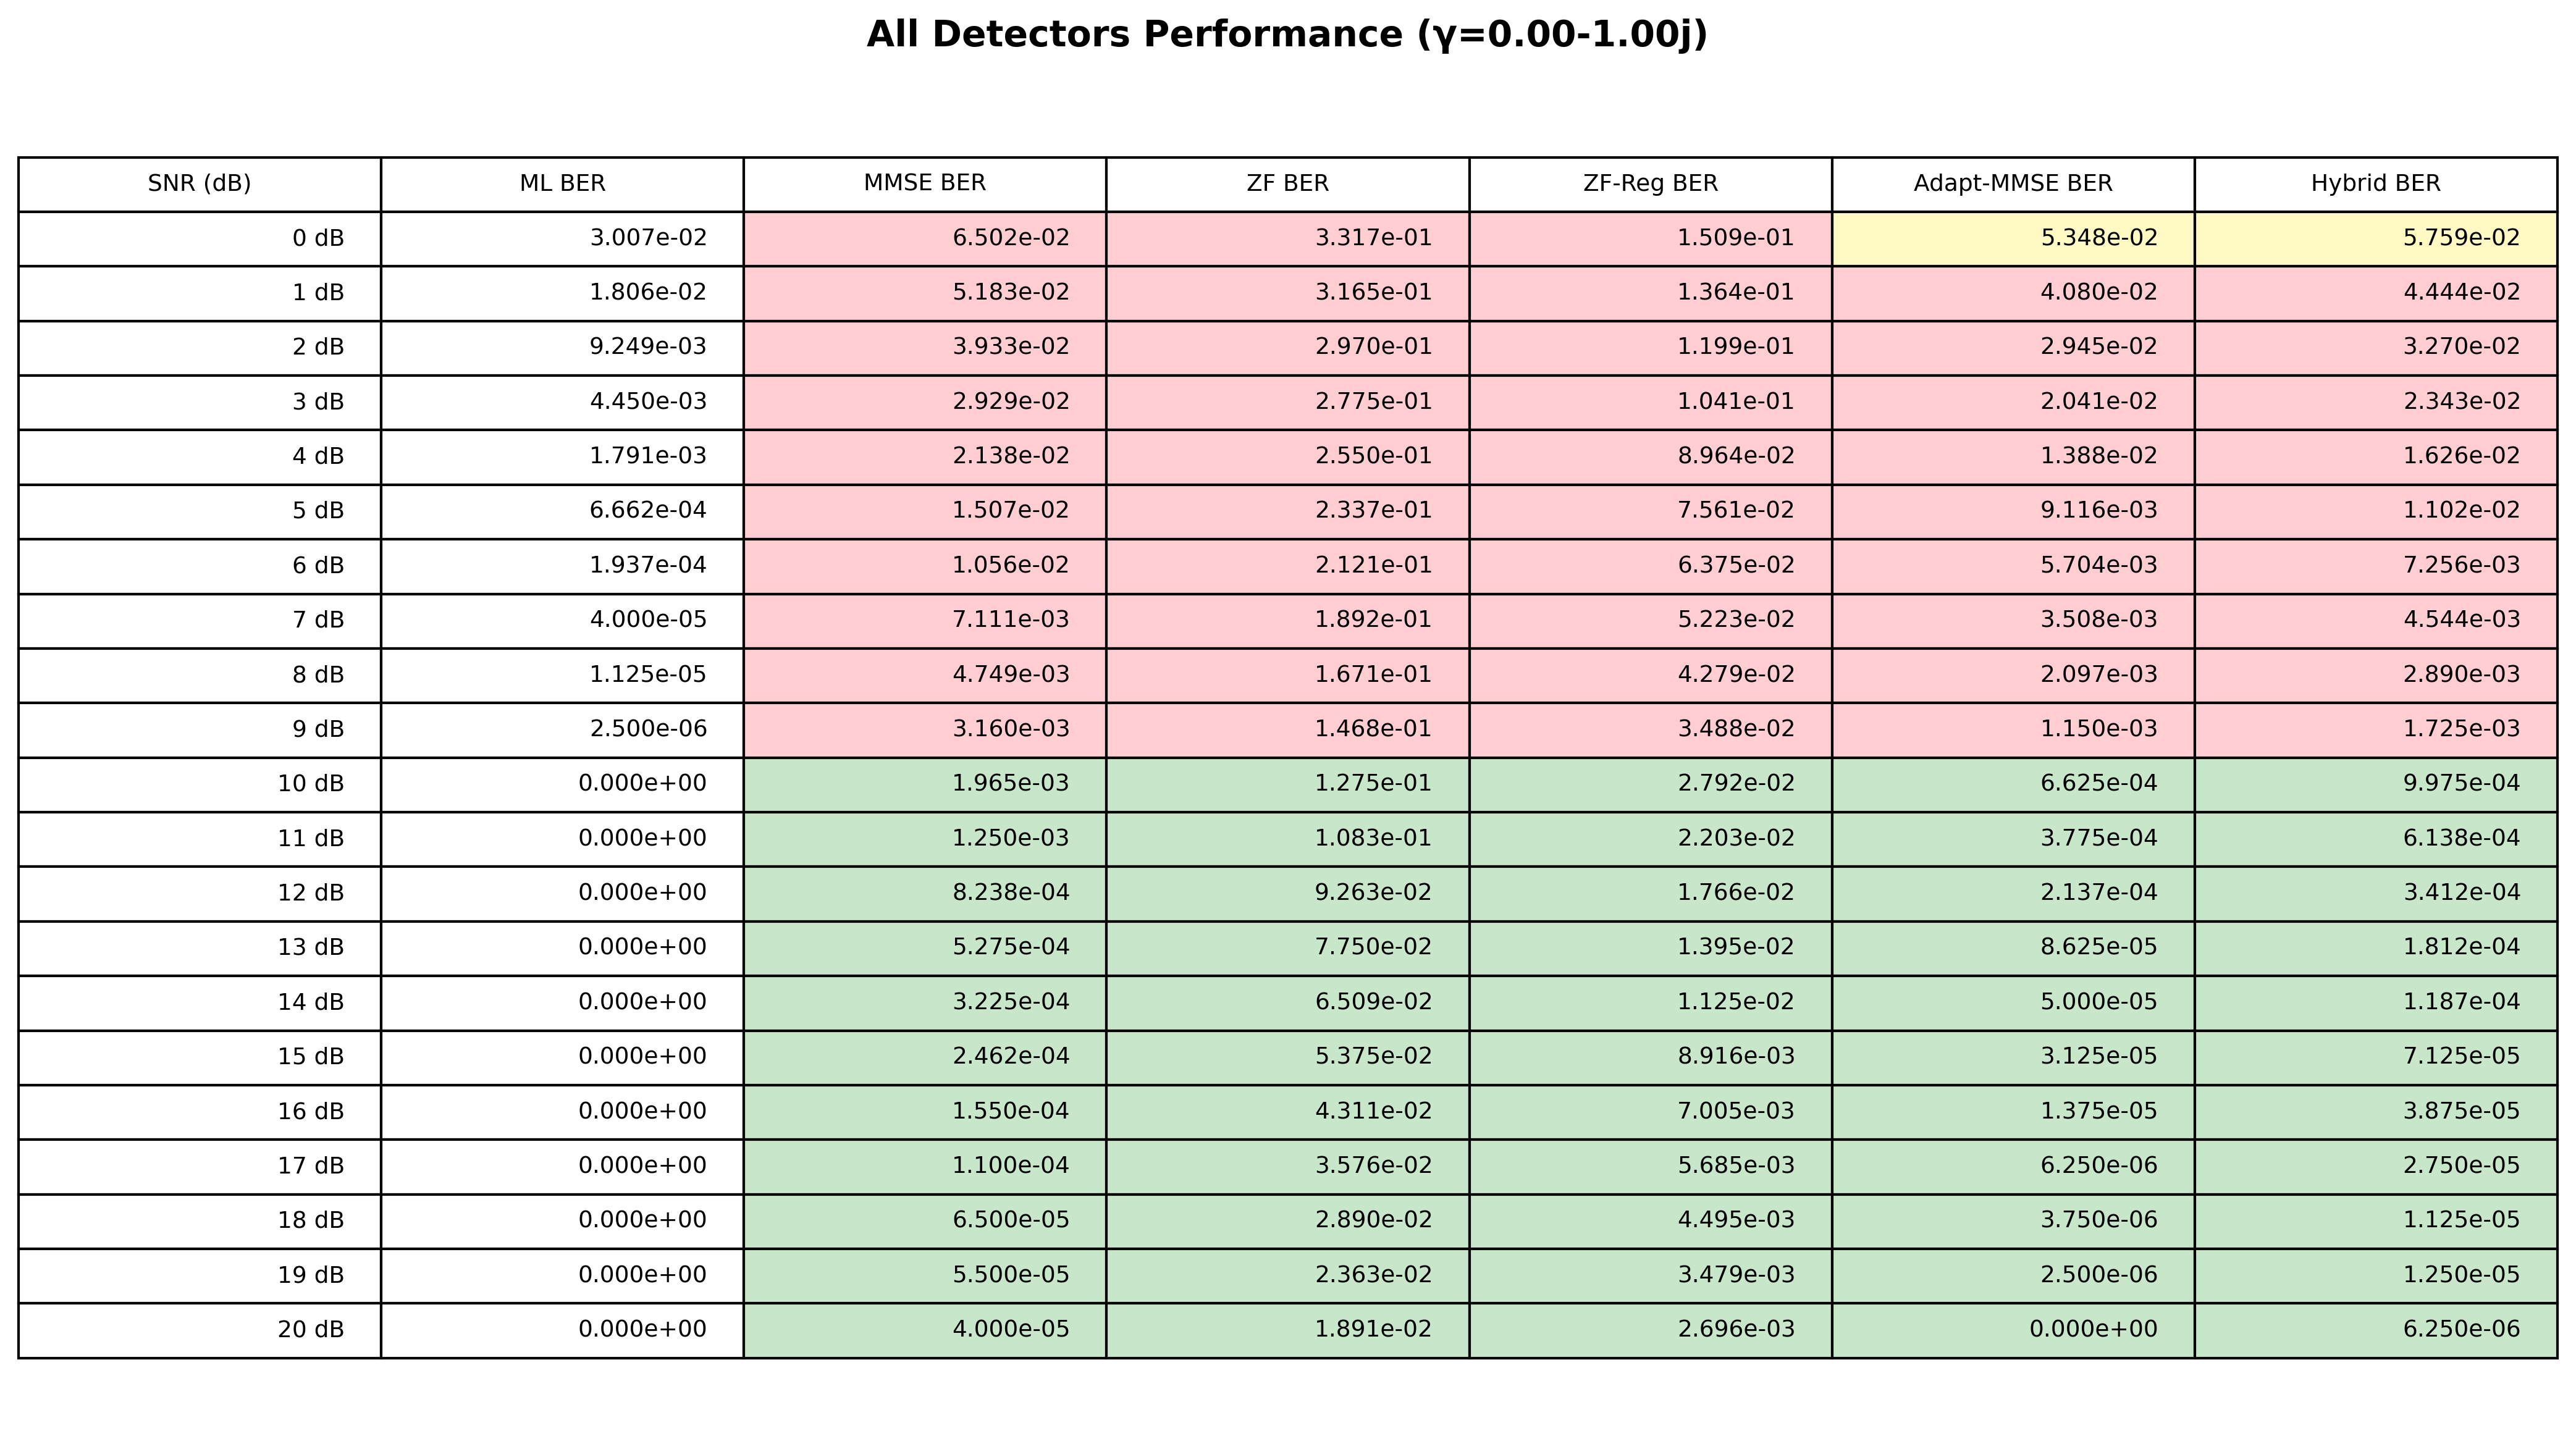 All Detectors Performance (γ=0.00-1.00j)
SNR (dB) ML BER MMSE BER ZF BER ZF-Reg BER Adapt-MMSE BER Hybrid BER
0 dB 3.007e-02 6.502e-02 3.317e-01 1.509e-01 5.348e-02 5.759e-02
1 dB 1.806e-02 5.183e-02 3.165e-01 1.364e-01 4.080e-02 4.444e-02
2 dB 9.249e-03 3.933e-02 2.970e-01 1.199e-01 2.945e-02 3.270e-02
3 dB 4.450e-03 2.929e-02 2.775e-01 1.041e-01 2.041e-02 2.343e-02
4 dB 1.791e-03 2.138e-02 2.550e-01 8.964e-02 1.388e-02 1.626e-02
5 dB 6.662e-04 1.507e-02 2.337e-01 7.561e-02 9.116e-03 1.102e-02
6 dB 1.937e-04 1.056e-02 2.121e-01 6.375e-02 5.704e-03 7.256e-03
7 dB 4.000e-05 7.111e-03 1.892e-01 5.223e-02 3.508e-03 4.544e-03
8 dB 1.125e-05 4.749e-03 1.671e-01 4.279e-02 2.097e-03 2.890e-03
9 dB 2.500e-06 3.160e-03 1.468e-01 3.488e-02 1.150e-03 1.725e-03
10 dB 0.000e+00 1.965e-03 1.275e-01 2.792e-02 6.625e-04 9.975e-04
11 dB 0.000e+00 1.250e-03 1.083e-01 2.203e-02 3.775e-04 6.138e-04
12 dB 0.000e+00 8.238e-04 9.263e-02 1.766e-02 2.137e-04 3.412e-04
13 dB 0.000e+00 5.275e-04 7.750e-02 1.395e-02 8.625e-05 1.812e-04
14 dB 0.000e+00 3.225e-04 6.509e-02 1.125e-02 5.000e-05 1.187e-04
15 dB 0.000e+00 2.462e-04 5.375e-02 8.916e-03 3.125e-05 7.125e-05
16 dB 0.000e+00 1.550e-04 4.311e-02 7.005e-03 1.375e-05 3.875e-05
17 dB 0.000e+00 1.100e-04 3.576e-02 5.685e-03 6.250e-06 2.750e-05
18 dB 0.000e+00 6.500e-05 2.890e-02 4.495e-03 3.750e-06 1.125e-05
19 dB 0.000e+00 5.500e-05 2.363e-02 3.479e-03 2.500e-06 1.250e-05
20 dB 0.000e+00 4.000e-05 1.891e-02 2.696e-03 0.000e+00 6.250e-06